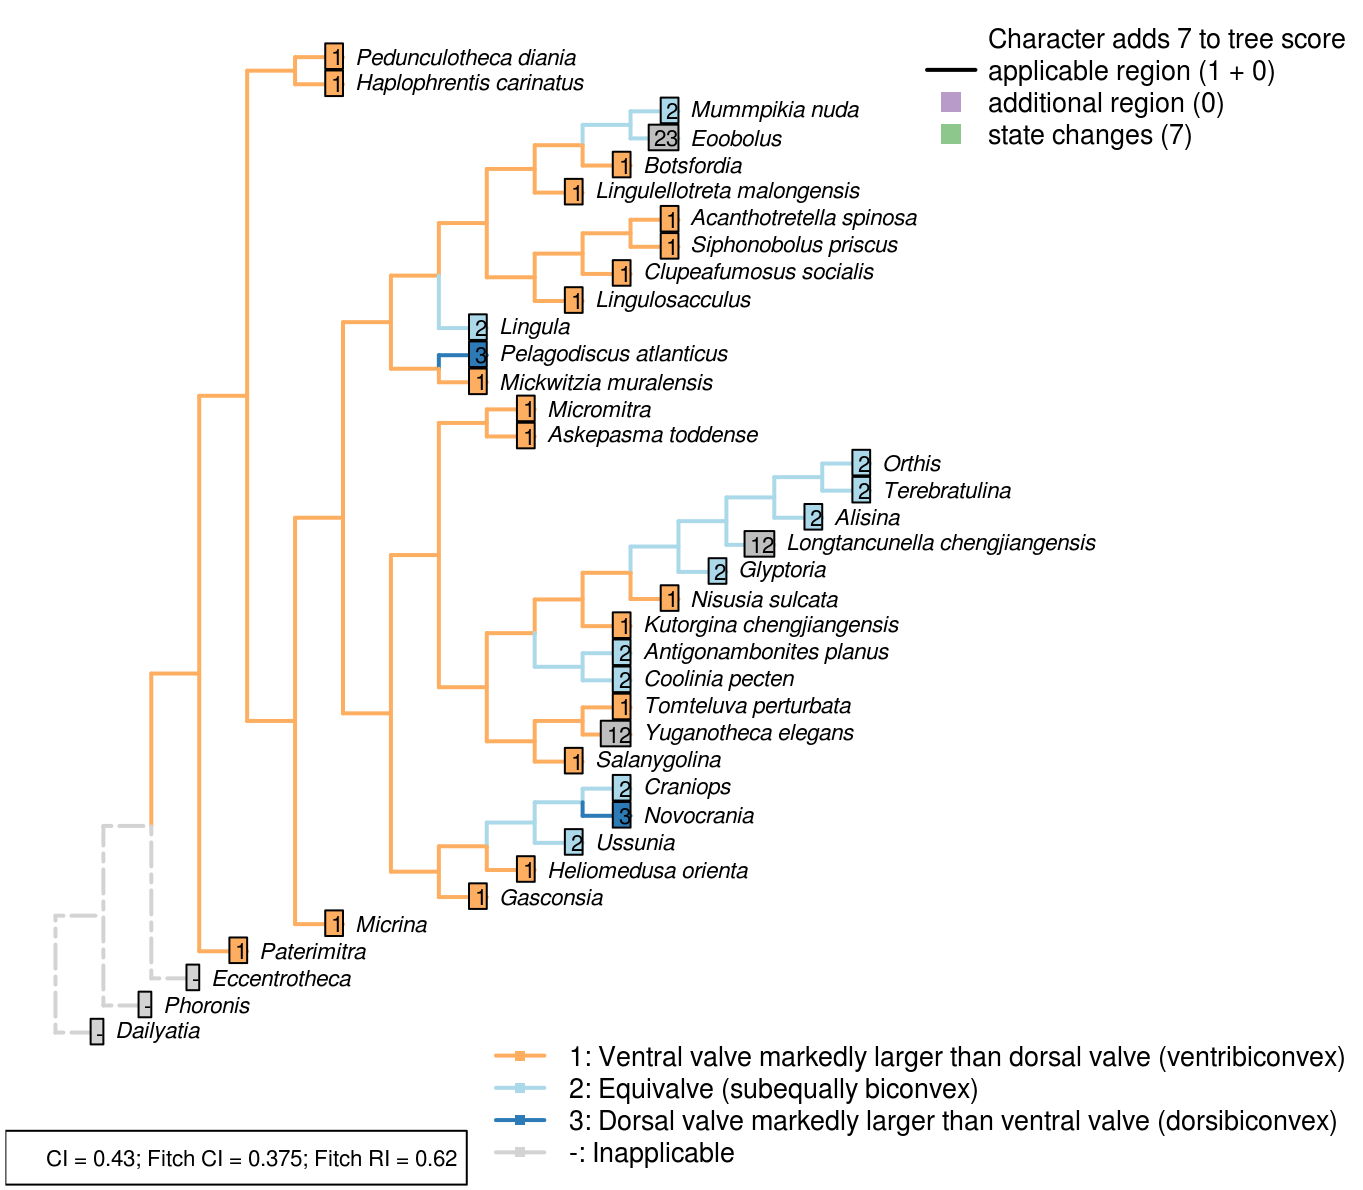 Character adds 7 to tree score
applicable region (1 + 0)
additional region (0)
state changes (7)
1 Pedunculotheca diania
1 Haplophrentis carinatus
2 Mummpikia nuda
23 Eoobolus
1 Botsfordia
1 Lingulellotreta malongensis
1 Acanthotretella spinosa
1 Siphonobolus priscus
1 Clupeafumosus socialis
1 Lingulosacculus
2 Lingula
3 Pelagodiscus atlanticus
1 Mickwitzia muralensis
1 Micromitra
1 Askepasma toddense
2 Orthis
2 Terebratulina
2 Alisina
12 Longtancunella chengjiangensis
2 Glyptoria
1 Nisusia sulcata
1 Kutorgina chengjiangensis
2 Antigonambonites planus
2 Coolinia pecten
1 Tomteluva perturbata
12 Yuganotheca elegans
1 Salanygolina
2 Craniops
3 Novocrania
2 Ussunia
1 Heliomedusa orienta
1 Gasconsia
1 Micrina
1 Paterimitra
- Eccentrotheca
- Phoronis
- Dailyatia
1: Ventral valve markedly larger than dorsal valve (ventribiconvex)
2: Equivalve (subequally biconvex)
3: Dorsal valve markedly larger than ventral valve (dorsibiconvex)
-: Inapplicable
CI = 0.43; Fitch CI = 0.375; Fitch RI = 0.62